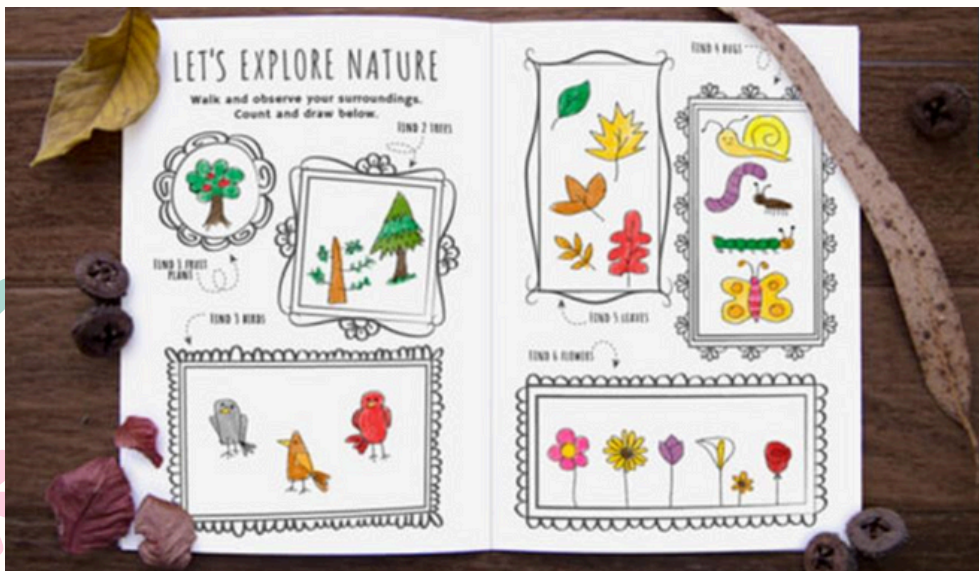 LET'S EXPLORE NATURE
Walk and observe your surroundings.
Count and draw below.
FIND 2 TREES
FIND 1 FRUIT
PLANT
FIND 3 BIRDS
FIND 4 BUGS
FIND 5 LEAVES
FIND 6 FLOWERS